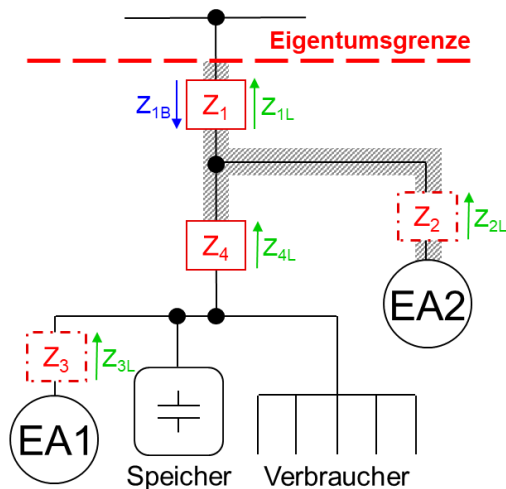 Eigentumsgrenze
Z1B
Z1
Z1L
Z2
Z2L
Z4
Z4L
EA2
Z3
Z3L
EA1
Speicher
Verbraucher